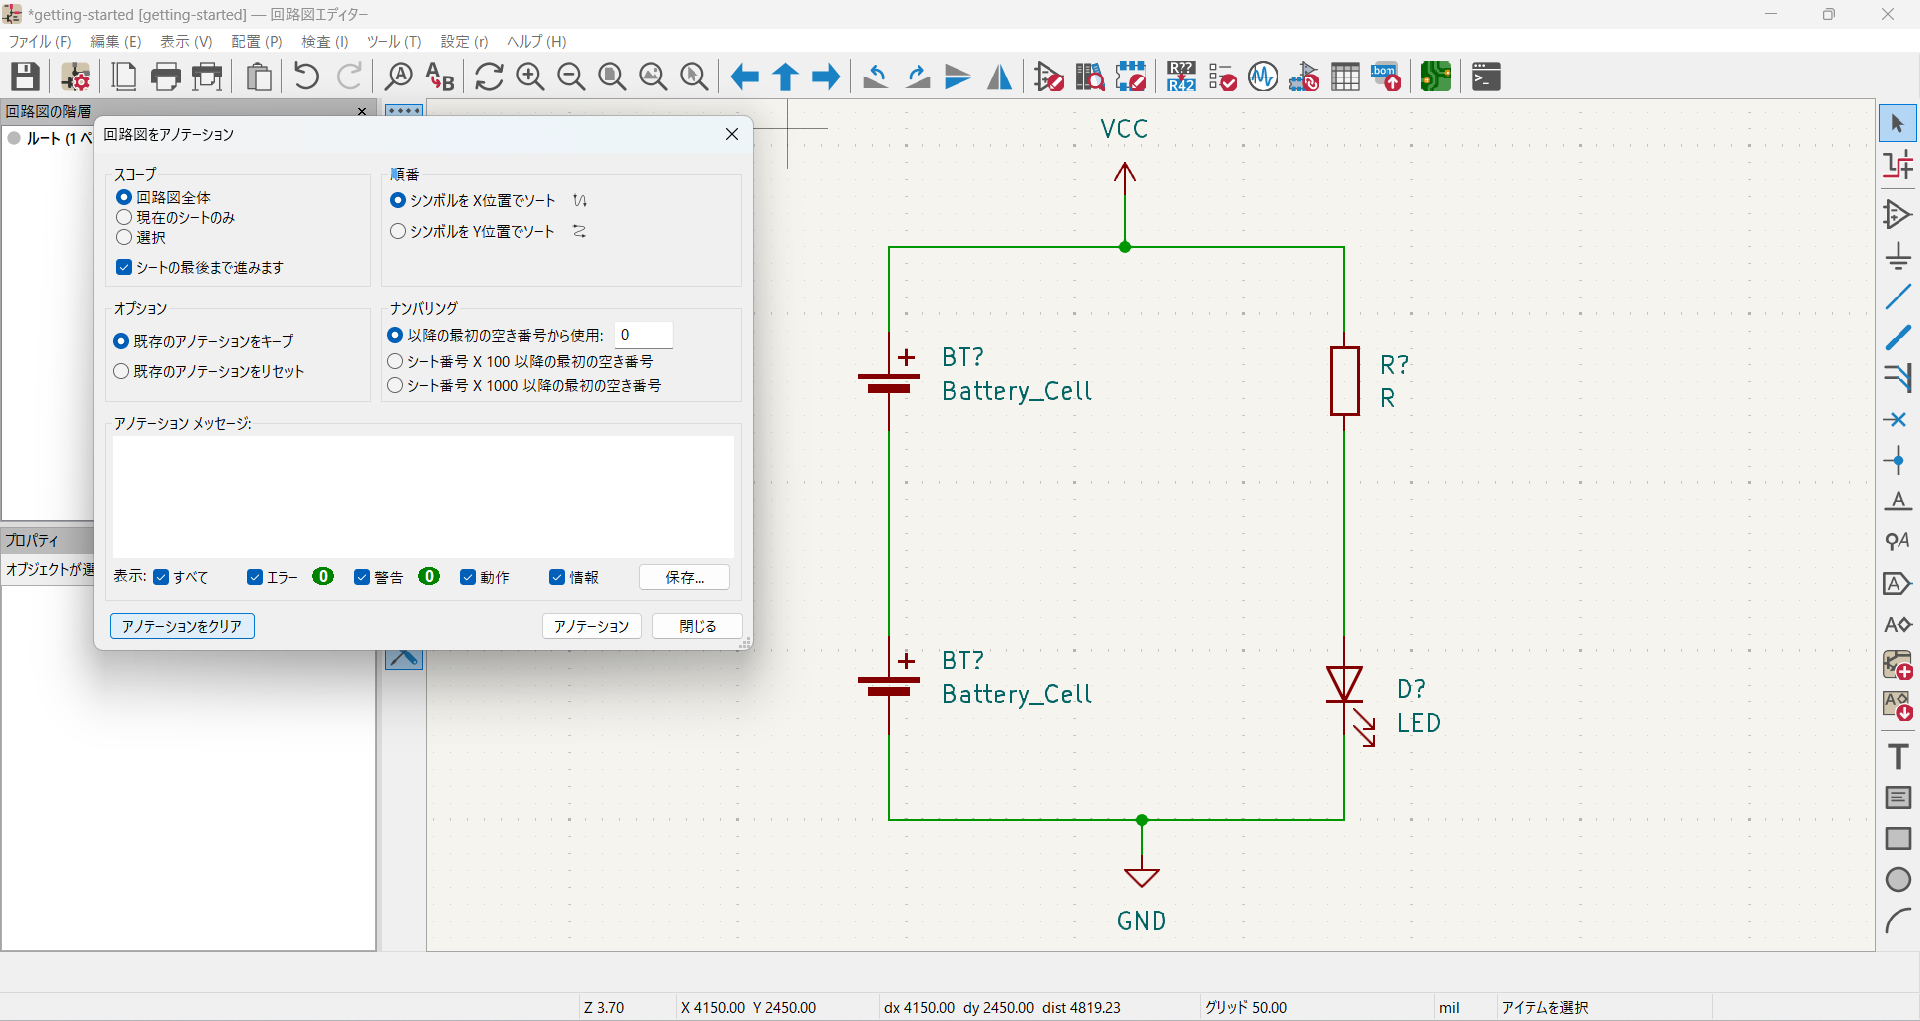 *getting-started [getting-started] — 回路図エディター
ファイル (F) 編集 (E) 表示 (V) 配置 (P) 検査 (I) ツール (T) 設定 (r) ヘルプ (H)
回路図の階層
ルート (1 ペ
回路図をアノテーション
スコープ
回路図全体
現在のシートのみ
選択
シートの最後まで進みます
順番
シンボルを X位置でソート
シンボルを Y位置でソート
オプション
既存のアノテーションをキープ
既存のアノテーションをリセット
ナンバリング
以降の最初の空き番号から使用: 0
シート番号 X 100 以降の最初の空き番号
シート番号 X 1000 以降の最初の空き番号
アノテーション メッセージ:
表示: すべて エラー 0 警告 0 動作 情報 保存...
アノテーションをクリア アノテーション 閉じる
プロパティ
オブジェクトが選
VCC
BT?
Battery_Cell
R?
R
BT?
Battery_Cell
D?
LED
GND
R??
R42
.bom
Z 3.70 X 4150.00 Y 2450.00 dx 4150.00 dy 2450.00 dist 4819.23 グリッド 50.00 mil アイテムを選択